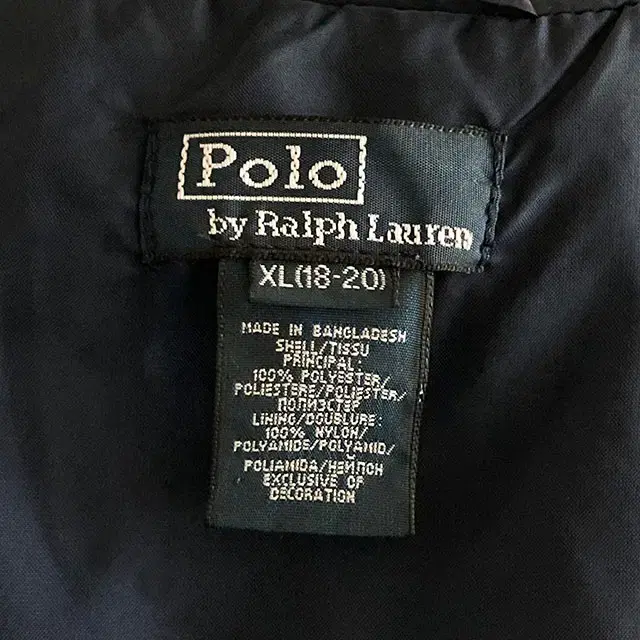 Polo
by Ralph Lauren
XL(18-20)
MADE IN BANGLADESH
SHELL/TISSU
PRINCIPAL:
100% POLYESTER/
POLIESTERE/POLIESTER/
ПОЛИЭСТЕР
LINING/DOUBLURE:
100% NYLON/
POLYAMIDE/POLYAMID/
POLIAMIDA/НЕЙЛОН
EXCLUSIVE OF
DECORATION